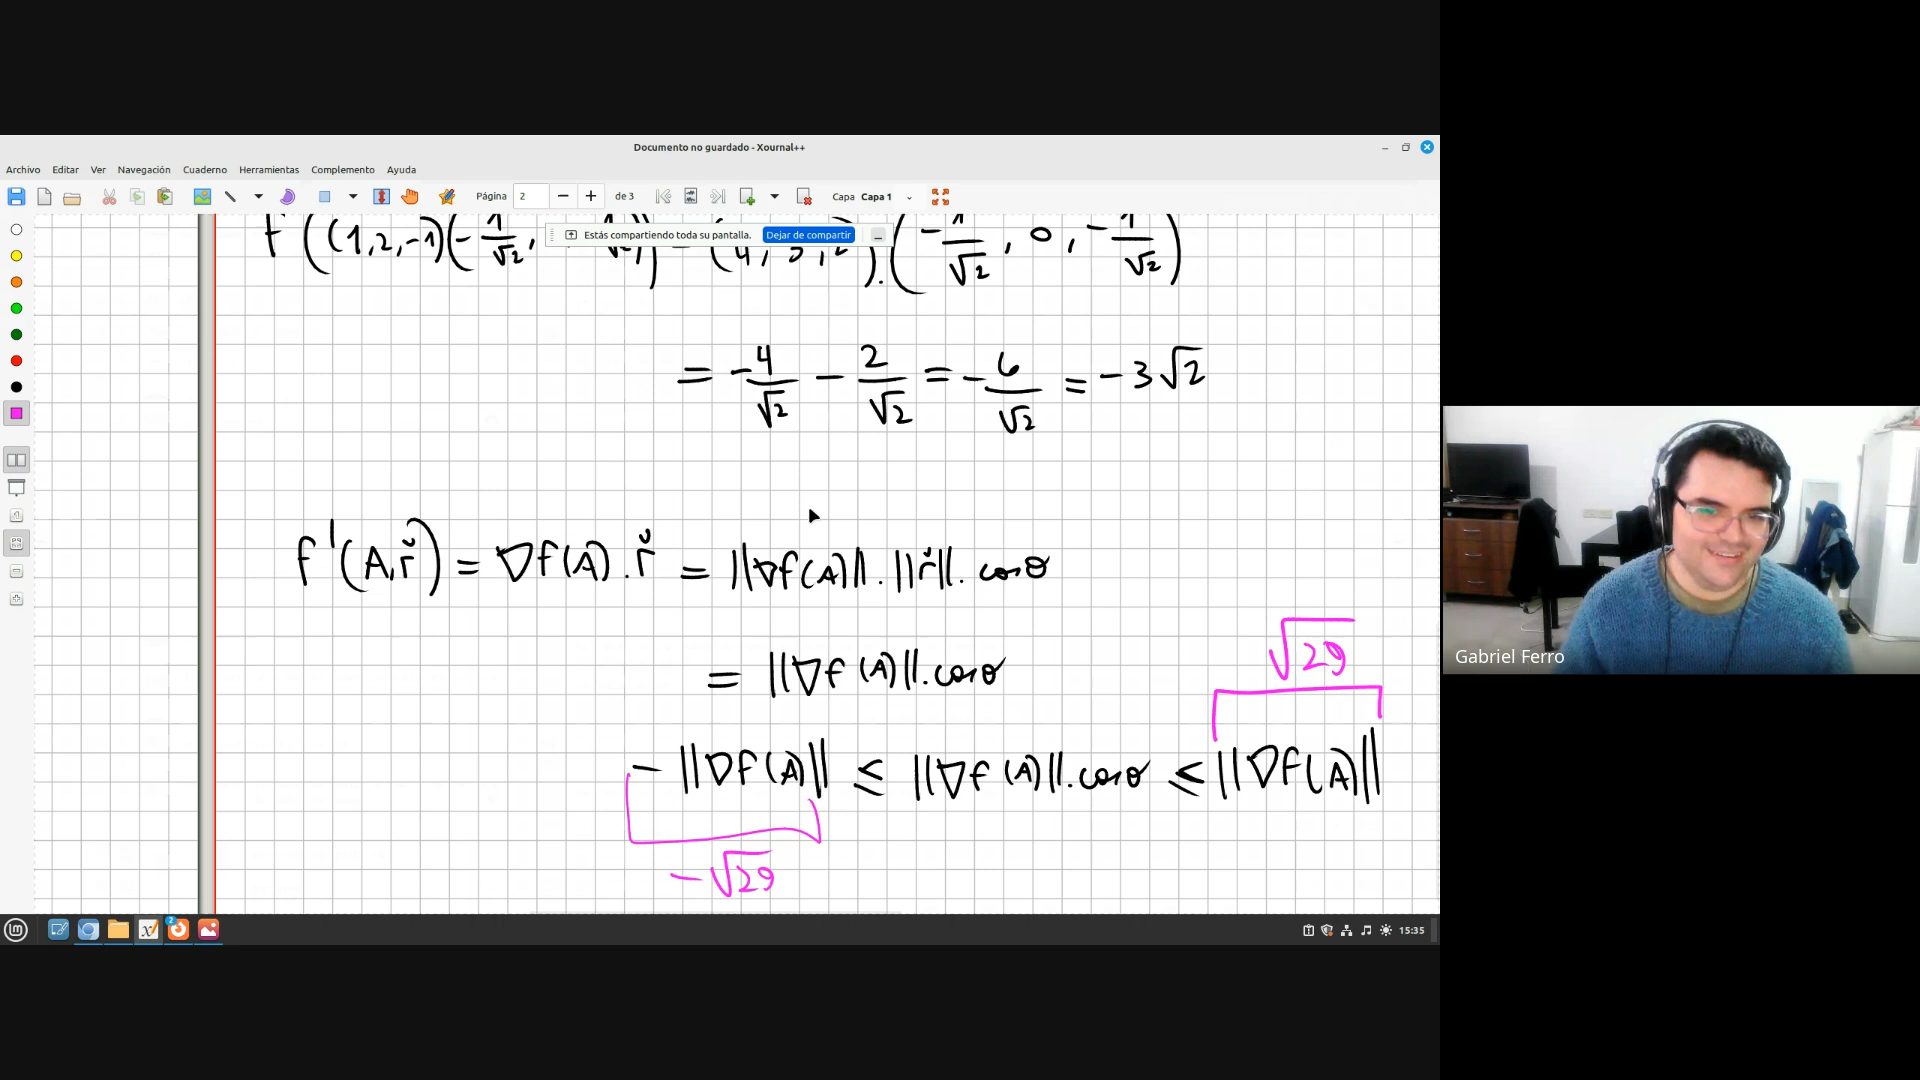 Documento no guardado - Xournal++
Archivo Editar Ver Navegación Cuaderno Herramientas Complemento Ayuda
Página 2 de 3 Capa Capa 1
Estás compartiendo toda su pantalla. Dejar de compartir
((1,2,-1)(-1/√2, (-1/√2, 0, -1/√2)
= -4/√2 - 2/√2 = -6/√2 = -3√2
f'(A,ř) = ∇f(A).ř = ||∇f(A)||.||ř||.cosθ
= ||∇f(A)||.cosθ
√29
-||∇f(A)|| ≤ ||∇f(A)||.cosθ ≤ ||∇f(A)||
-√29
Gabriel Ferro
2
15:35